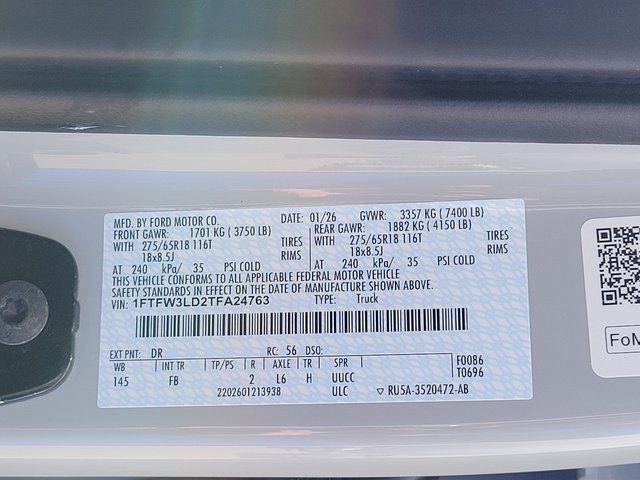 MFD. BY FORD MOTOR CO. DATE: 01/26 GVWR: 3357 KG ( 7400 LB)
FRONT GAWR: 1701 KG ( 3750 LB) REAR GAWR: 1882 KG ( 4150 LB)
WITH 275/65R18 116T TIRES WITH 275/65R18 116T TIRES
18x8.5J RIMS 18x8.5J RIMS
AT 240 kPa/ 35 PSI COLD AT 240 kPa/ 35 PSI COLD
THIS VEHICLE CONFORMS TO ALL APPLICABLE FEDERAL MOTOR VEHICLE
SAFETY STANDARDS IN EFFECT ON THE DATE OF MANUFACTURE SHOWN ABOVE.
VIN: 1FTFW3LD2TFA24763 TYPE: Truck
EXT PNT: DR RC: 56 DSO:
WB INT TR TP/PS R AXLE TR SPR F0086
145 FB 2 L6 H UUCC T0696
2202601213938 ULC ▽ RU5A-3520472-AB
FoM